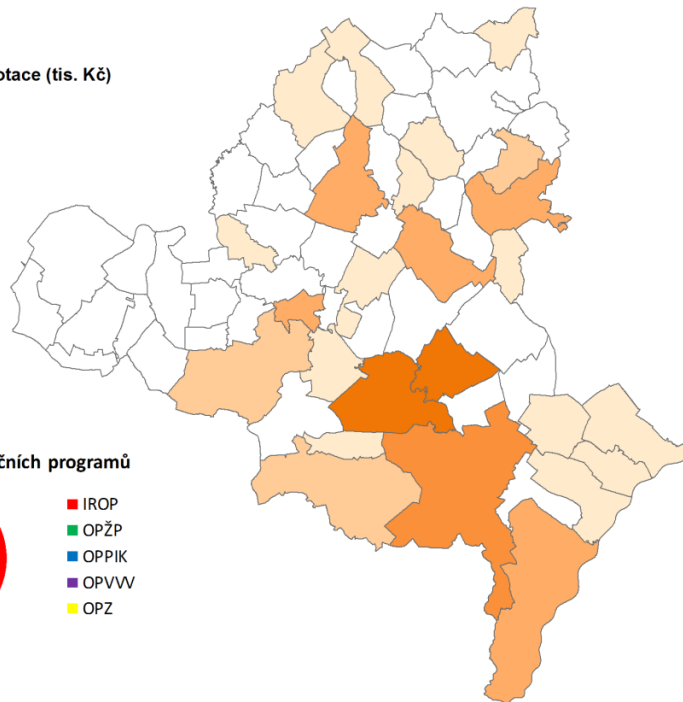 otace (tis. Kč)
čních programů
IROP
OPŽP
OPPIK
OPVVV
OPZ